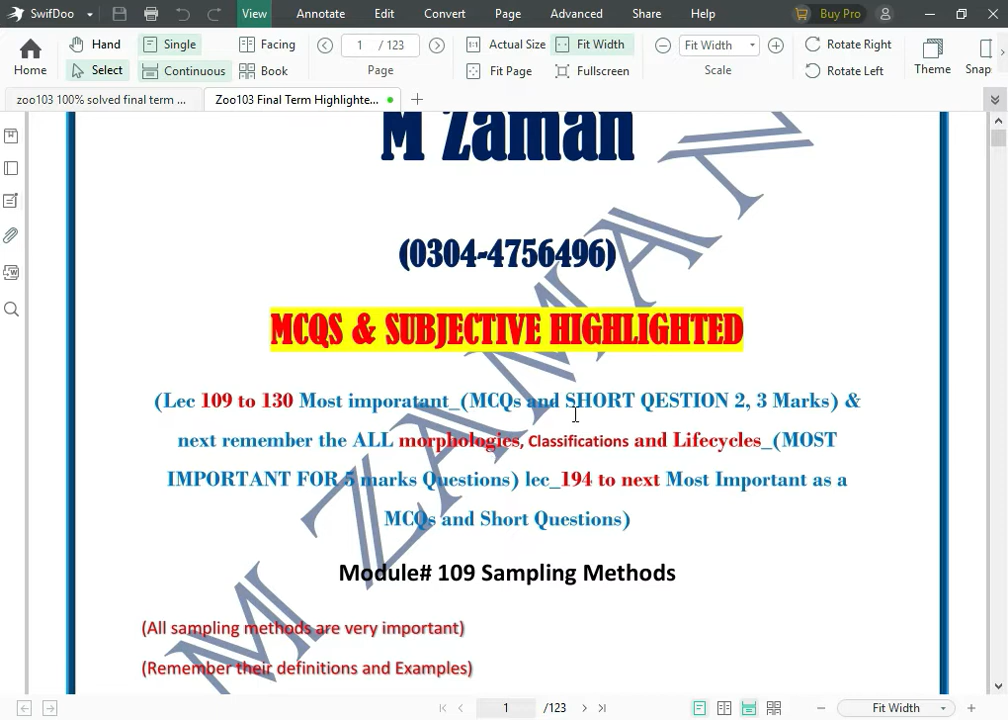 SwifDoo
View
Annotate
Edit
Convert
Page
Advanced
Share
Help
Buy Pro
Home
Hand
Select
Single
Continuous
Facing
Book
1 / 123
Page
Actual Size
Fit Page
Fit Width
Fullscreen
Fit Width
Scale
Rotate Right
Rotate Left
Theme
Snap
zoo103 100% solved final term ...
Zoo103 Final Term Highlighte...
M Zaman
(0304-4756496)
MCQS & SUBJECTIVE HIGHLIGHTED
(Lec 109 to 130 Most imporatant_(MCQs and SHORT QESTION 2, 3 Marks) &
next remember the ALL morphologies, Classifications and Lifecycles_(MOST
IMPORTANT FOR 5 marks Questions) lec_194 to next Most Important as a
MCQs and Short Questions)
Module# 109 Sampling Methods
(All sampling methods are very important)
(Remember their definitions and Examples)
M ZAMAN
1
/123
Fit Width